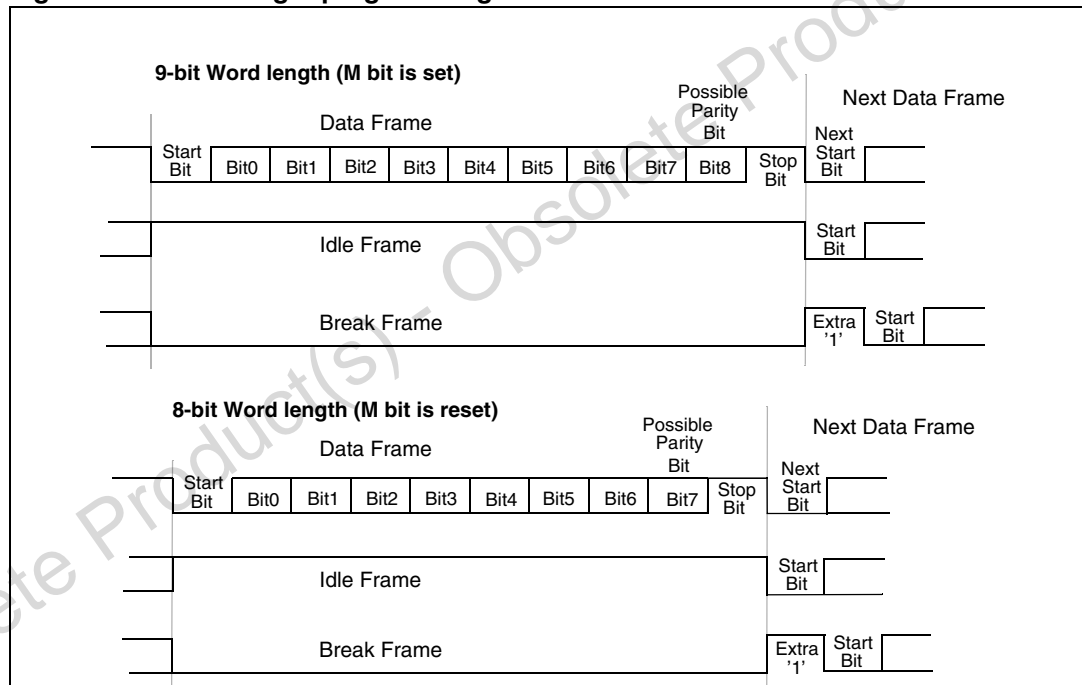 9-bit Word length (M bit is set)
Possible
Parity
Bit
Next Data Frame
Data Frame
Start
Bit
Bit0 Bit1 Bit2 Bit3 Bit4 Bit5 Bit6 Bit7 Bit8
Stop
Bit
Next
Start
Bit
Idle Frame
Start
Bit
Break Frame
Extra
'1'
Start
Bit
8-bit Word length (M bit is reset)
Possible
Parity
Bit
Next Data Frame
Data Frame
Start
Bit
Bit0 Bit1 Bit2 Bit3 Bit4 Bit5 Bit6 Bit7
Stop
Bit
Next
Start
Bit
Idle Frame
Start
Bit
Break Frame
Extra
'1'
Start
Bit
ete Product(s) - Obsolete Produ